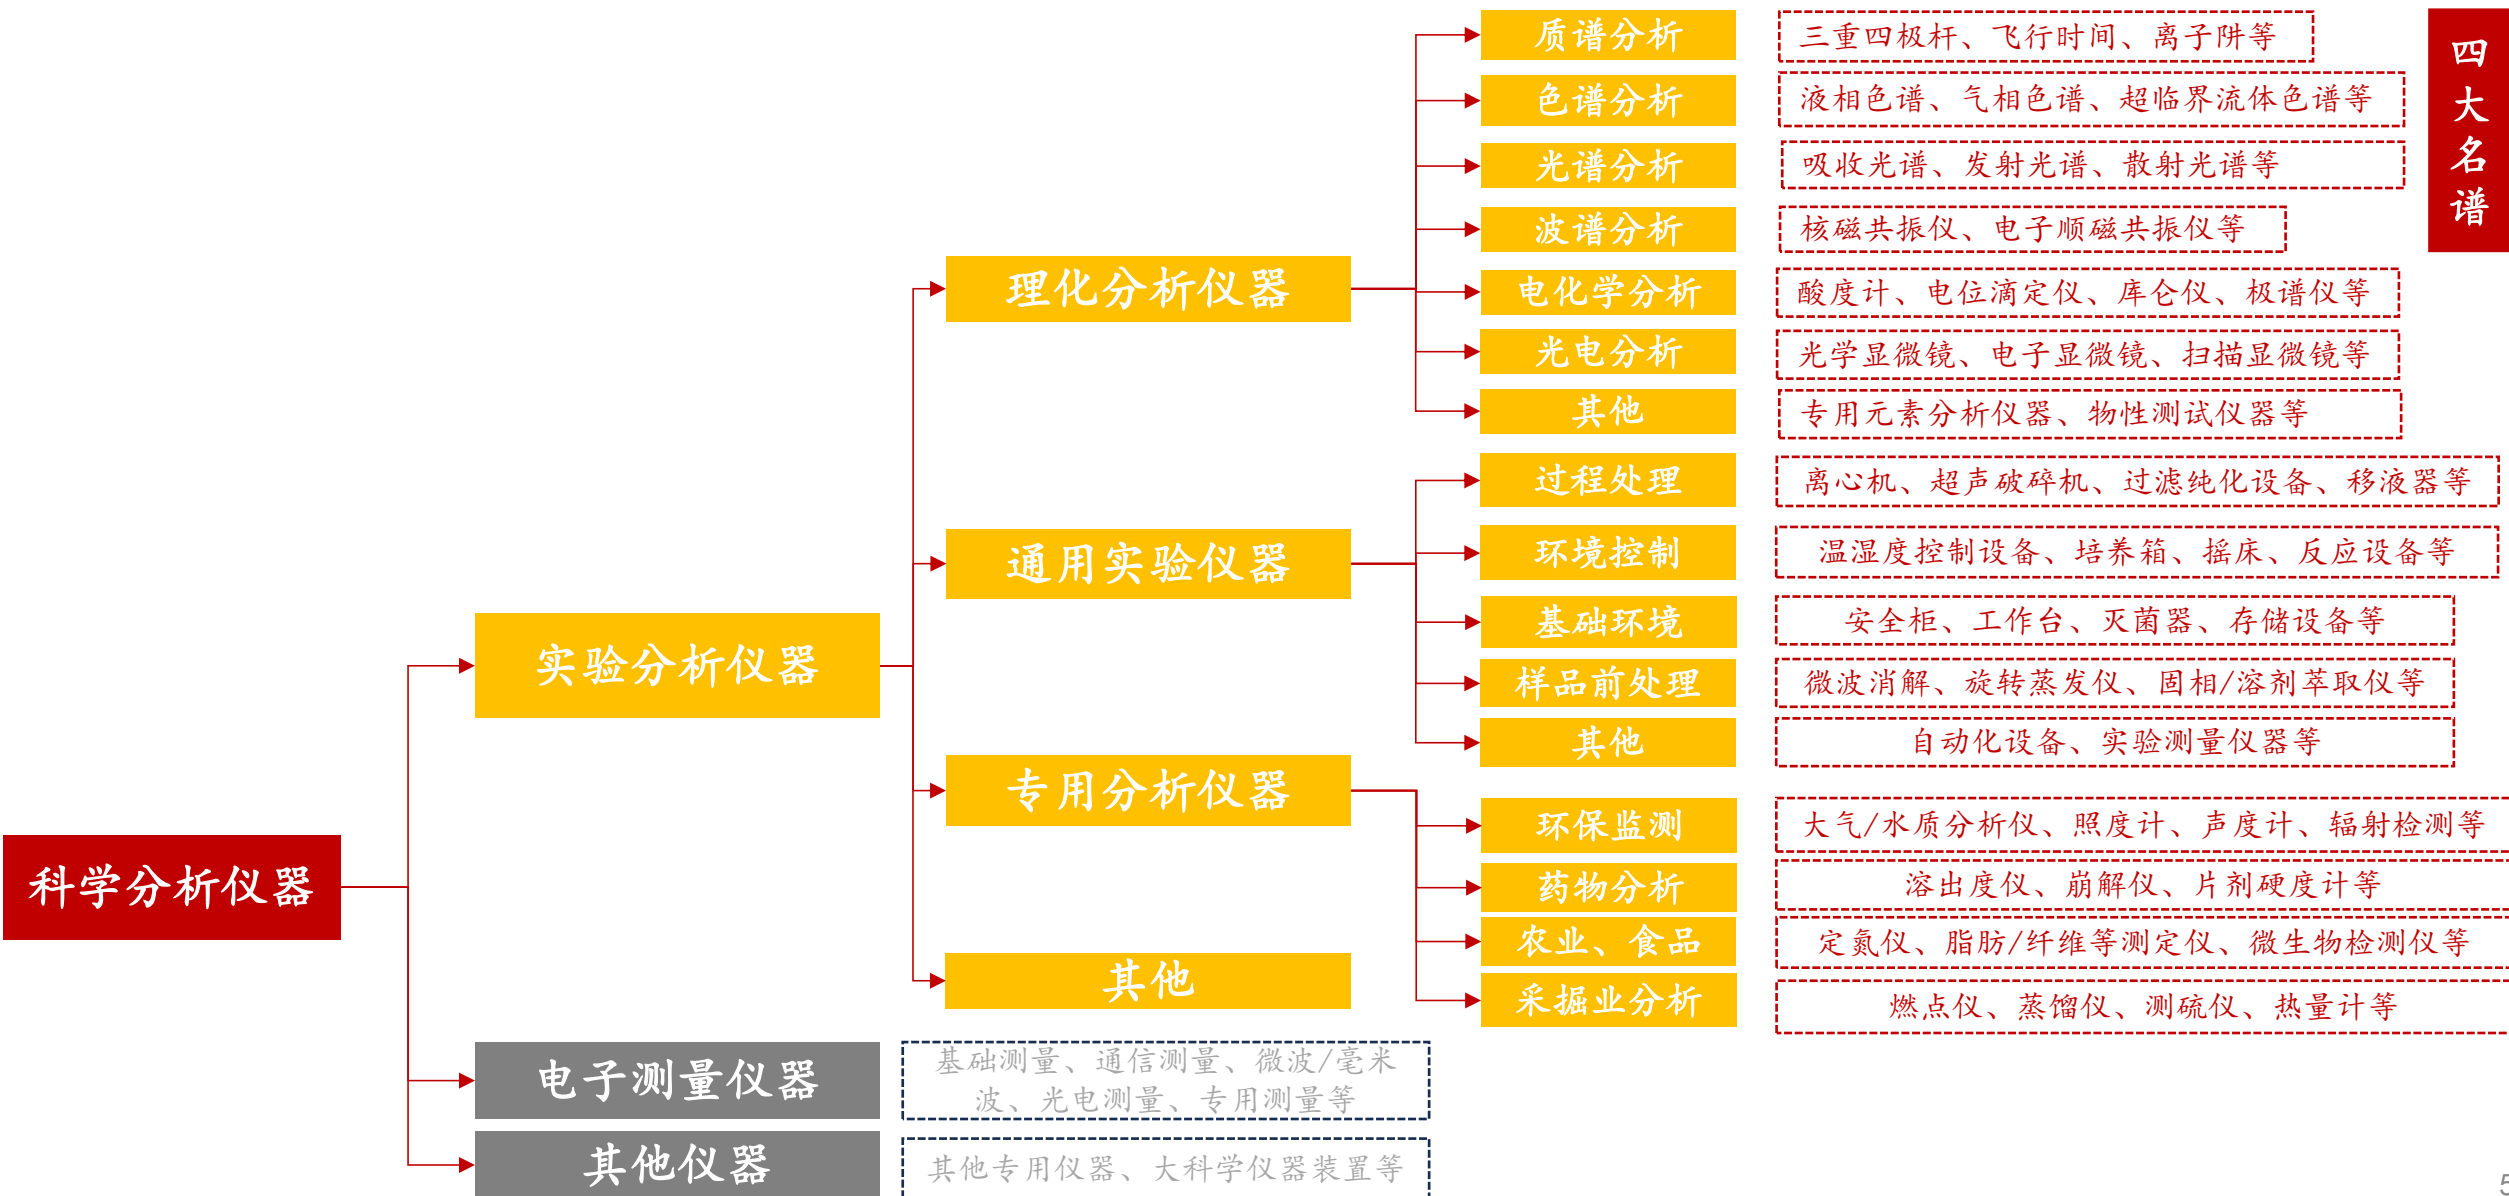 质谱分析
三重四极杆、飞行时间、离子阱等
色谱分析
液相色谱、气相色谱、超临界流体色谱等
光谱分析
吸收光谱、发射光谱、散射光谱等
波谱分析
核磁共振仪、电子顺磁共振仪等
四大名谱
理化分析仪器
电化学分析
酸度计、电位滴定仪、库仑仪、极谱仪等
光电分析
光学显微镜、电子显微镜、扫描显微镜等
其他
专用元素分析仪器、物性测试仪器等
过程处理
离心机、超声破碎机、过滤纯化设备、移液器等
通用实验仪器
环境控制
温湿度控制设备、培养箱、摇床、反应设备等
基础环境
安全柜、工作台、灭菌器、存储设备等
实验分析仪器
样品前处理
微波消解、旋转蒸发仪、固相/溶剂萃取仪等
其他
自动化设备、实验测量仪器等
专用分析仪器
环保监测
大气/水质分析仪、照度计、声度计、辐射检测等
科学分析仪器
药物分析
溶出度仪、崩解仪、片剂硬度计等
农业、食品
定氮仪、脂肪/纤维等测定仪、微生物检测仪等
其他
采掘业分析
燃点仪、蒸馏仪、测硫仪、热量计等
电子测量仪器
基础测量、通信测量、微波/毫米
波、光电测量、专用测量等
其他仪器
其他专用仪器、大科学仪器装置等
5